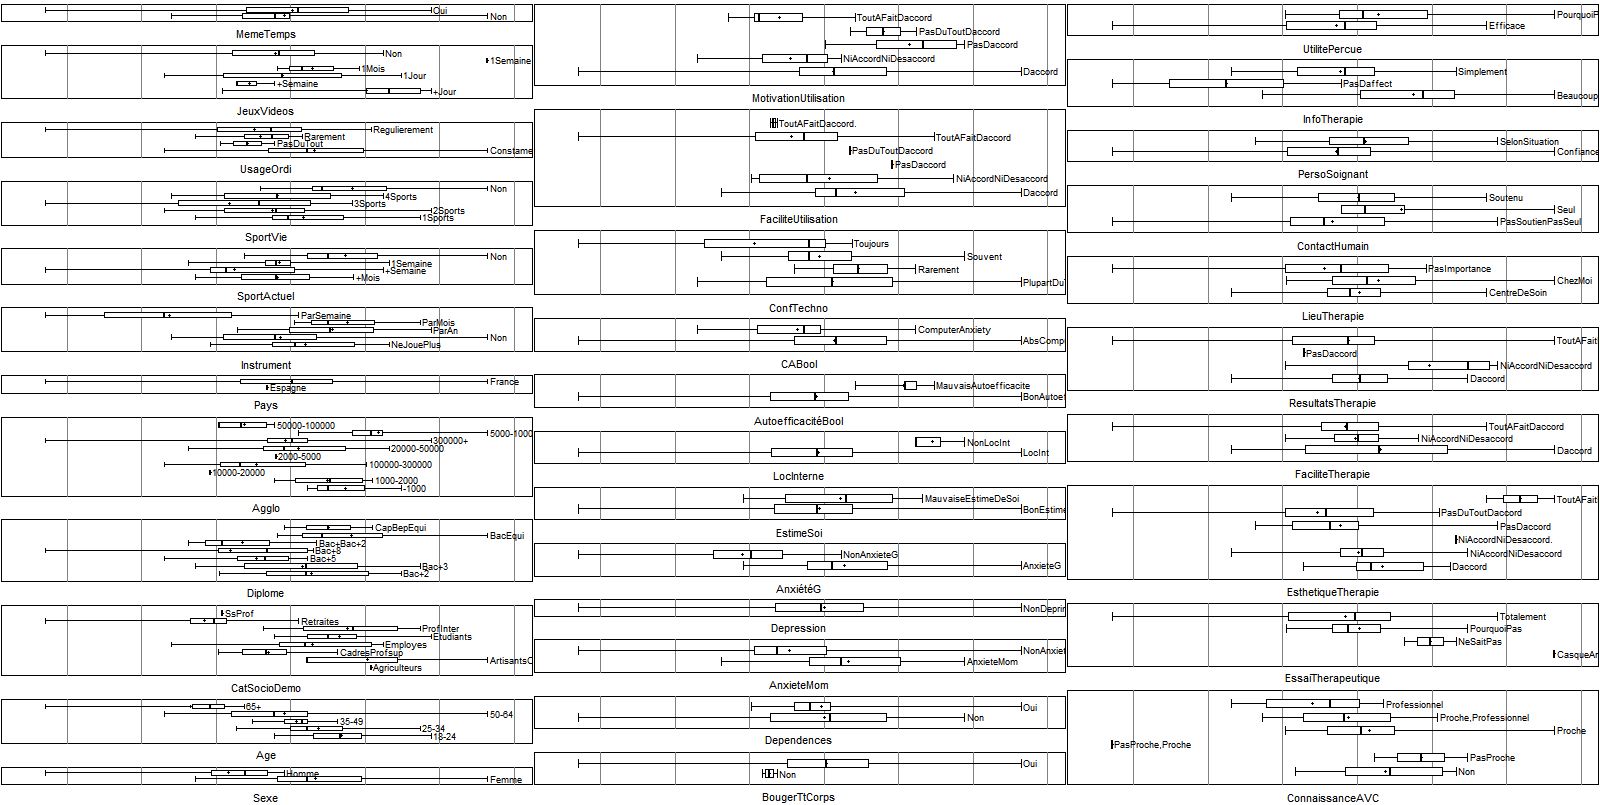 Oui
Non
MemeTemps
Non
1Semaine
1Mois
1Jour
+Semaine
+Jour
JeuxVideos
Regulierement
Rarement
PasDuTout
Constame
UsageOrdi
Non
4Sports
3Sports
2Sports
1Sports
SportVie
Non
1Semaine
+Semaine
+Mois
SportActuel
ParSemaine
ParMois
ParAn
Non
NeJouePlus
Instrument
France
Espagne
Pays
50000-100000
5000-1000
300000+
20000-50000
2000-5000
100000-300000
10000-20000
1000-2000
-1000
Agglo
CapBepEqui
BacEqui
Bac+Bac+2
Bac+8
Bac+5
Bac+3
Bac+2
Diplome
SsProf
Retraites
ProfInter
Etudiants
Employes
CadresProfsup
ArtisansC
Agriculteurs
CatSocioDemo
65+
50-64
35-49
25-34
18-24
Age
Homme
Femme
Sexe
ToutAFaitDaccord
PasDuToutDaccord
PasDaccord
NiAccordNiDesaccord
Daccord
MotivationUtilisation
ToutAFaitDaccord.
ToutAFaitDaccord
PasDuToutDaccord
PasDaccord
NiAccordNiDesaccord
Daccord
FaciliteUtilisation
Toujours
Souvent
Rarement
PlupartDu
ConfTechno
ComputerAnxiety
AbsComp
CABool
MauvaisAutoefficacite
BonAutoef
AutoefficacitéBool
NonLocInt
LocInt
LocInterne
MauvaiseEstimeDeSoi
BonEstime
EstimeSoi
NonAnxieteG
AnxieteG
AnxiétéG
NonDeprir
Depression
NonAnxiet
AnxieteMom
AnxieteMom
Oui
Non
Dependences
Oui
Non
BougerTtCorps
PourquoiP
Efficace
UtilitePercue
Simplement
PasDaffect
Beaucoup
InfoTherapie
SelonSituation
Confiance
PersoSoignant
Soutenu
Seul
PasSoutienPasSeul
ContactHumain
PasImportance
ChezMoi
CentreDeSoin
LieuTherapie
ToutAFait
PasDaccord
NiAccordNiDesaccord
Daccord
ResultatsTherapie
ToutAFaitDaccord
NiAccordNiDesaccord
Daccord
FaciliteTherapie
ToutAFait
PasDuToutDaccord
PasDaccord
NiAccordNiDesaccord.
NiAccordNiDesaccord
Daccord
EsthetiqueTherapie
Totalement
PourquoiPas
NeSaitPas
CasqueAr
EssaiTherapeutique
Professionnel
Proche,Professionnel
Proche
PasProche,Proche
PasProche
Non
ConnaissanceAVC